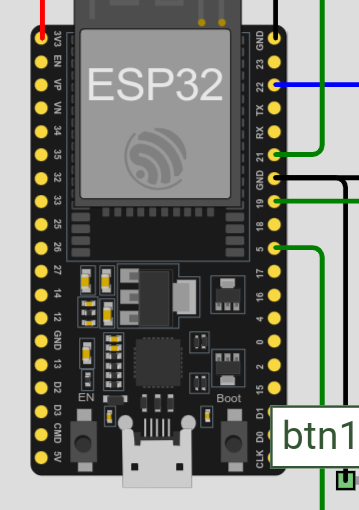 3V3
EN
VP
VN
34
35
32
33
25
26
27
14
12
GND
13
D2
D3
CMD
5V
ESP32
EN
Boot
GND
23
22
TX
RX
21
GND
19
18
5
17
16
4
0
2
15
D1
D0
CLK
btn1